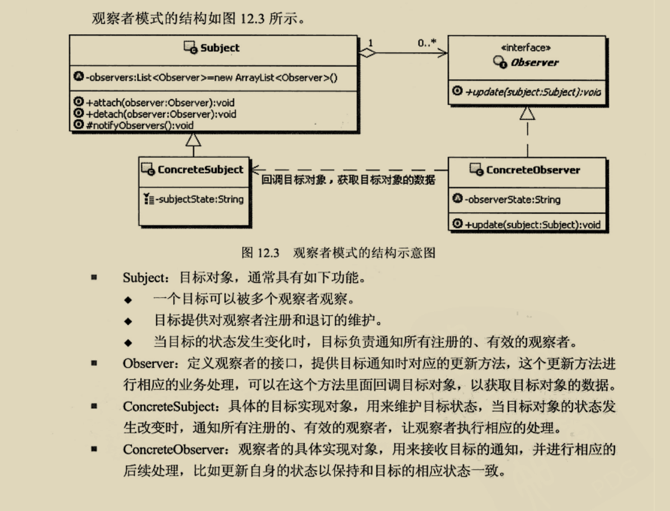 观察者模式的结构如图 12.3 所示。
Subject
-observers:List<Observer>=new ArrayList<Observer>()
+attach(observer:Observer):void
+detach(observer:Observer):void
#notifyObservers():void
1
0..*
«interface»
Observer
+update(subject:Subject):void
ConcreteSubject
-subjectState:String
回调目标对象，获取目标对象的数据
ConcreteObserver
-observerState:String
+update(subject:Subject):void
图 12.3 观察者模式的结构示意图
■ Subject：目标对象，通常具有如下功能。
◆ 一个目标可以被多个观察者观察。
◆ 目标提供对观察者注册和退订的维护。
◆ 当目标的状态发生变化时，目标负责通知所有注册的、有效的观察者。
■ Observer：定义观察者的接口，提供目标通知时对应的更新方法，这个更新方法进
行相应的业务处理，可以在这个方法里面回调目标对象，以获取目标对象的数据。
■ ConcreteSubject：具体的目标实现对象，用来维护目标状态，当目标对象的状态发
生改变时，通知所有注册的、有效的观察者，让观察者执行相应的处理。
■ ConcreteObserver：观察者的具体实现对象，用来接收目标的通知，并进行相应的
后续处理，比如更新自身的状态以保持和目标的相应状态一致。